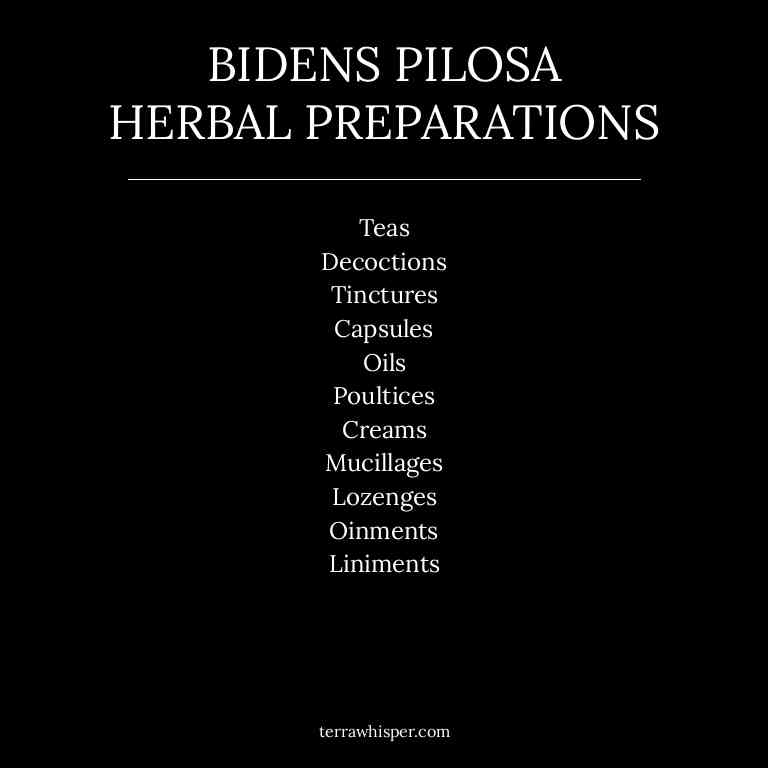 BIDENS PILOSA
HERBAL PREPARATIONS
Teas
Decoctions
Tinctures
Capsules
Oils
Poultices
Creams
Mucillages
Lozenges
Oinments
Liniments
terrawhisper.com